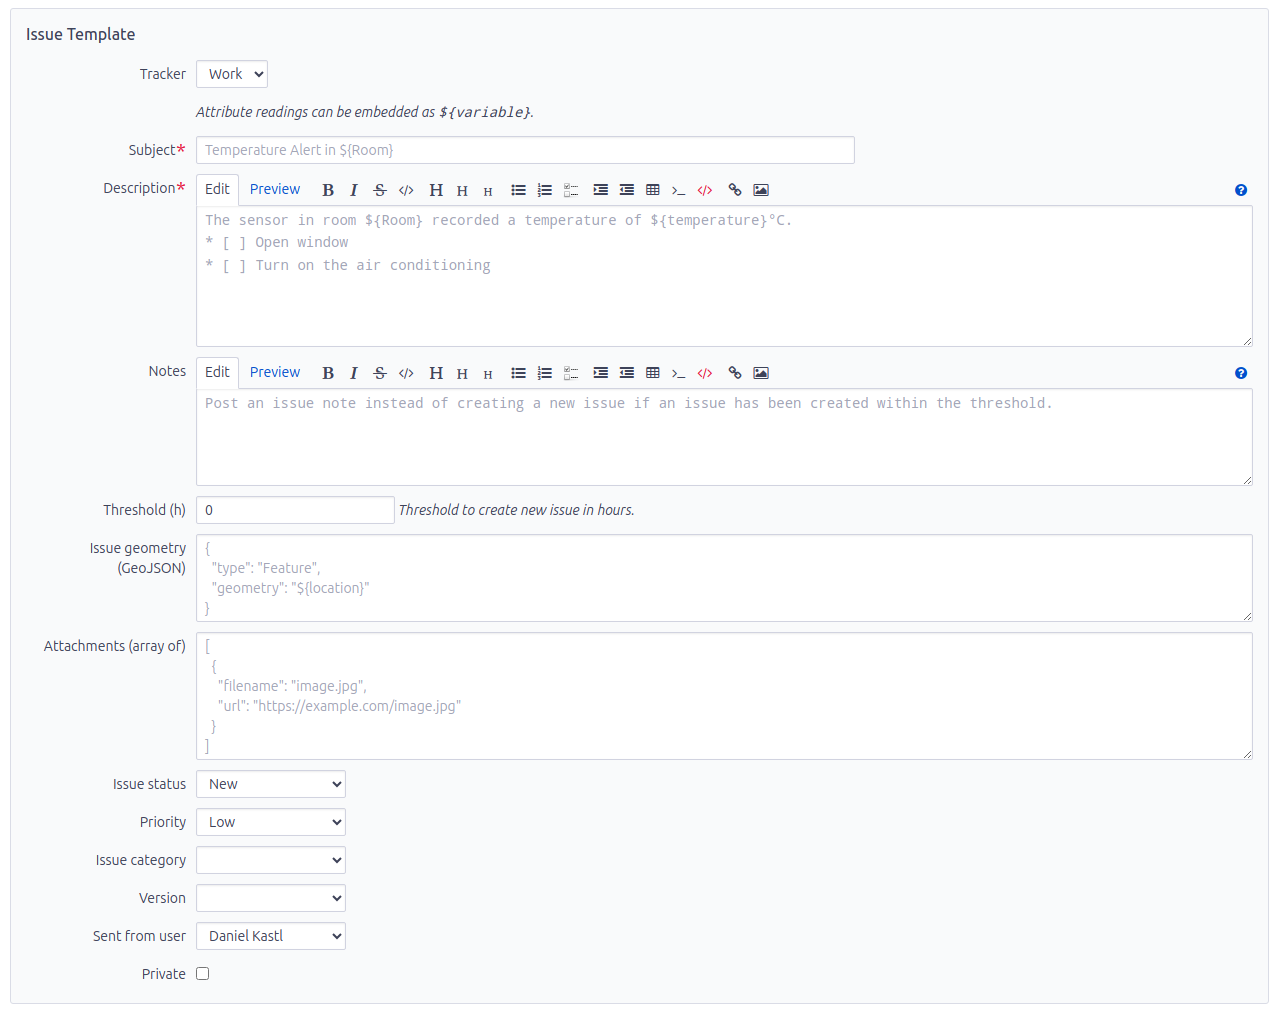 Issue Template
Tracker Work
Attribute readings can be embedded as ${variable}.
Subject* Temperature Alert in ${Room}
Description* Edit Preview B I S </> H H H >_ </> ?
The sensor in room ${Room} recorded a temperature of ${temperature}°C.
* [ ] Open window
* [ ] Turn on the air conditioning
Notes Edit Preview B I S </> H H H >_ </> ?
Post an issue note instead of creating a new issue if an issue has been created within the threshold.
Threshold (h) 0 Threshold to create new issue in hours.
Issue geometry
(GeoJSON)
{
"type": "Feature",
"geometry": "${location}"
}
Attachments (array of)
[
{
"filename": "image.jpg",
"url": "https://example.com/image.jpg"
}
]
Issue status New
Priority Low
Issue category
Version
Sent from user Daniel Kastl
Private